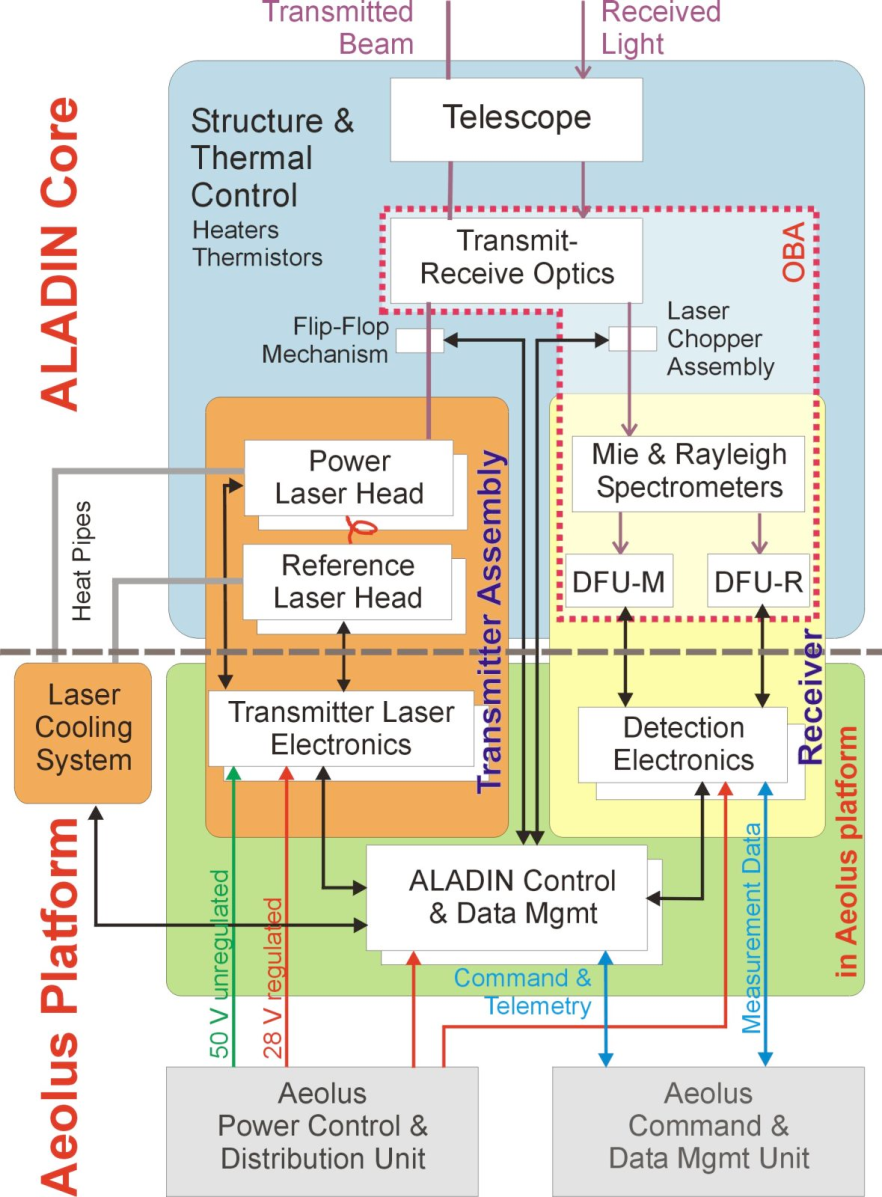 Transmitted
Beam
Received
Light
ALADIN Core
Structure &
Thermal
Control
Heaters
Thermistors
Telescope
Transmit-
Receive Optics
OBA
Flip-Flop
Mechanism
Laser
Chopper
Assembly
Power
Laser Head
Mie & Rayleigh
Spectrometers
Heat Pipes
Reference
Laser Head
Transmitter Assembly
DFU-M
DFU-R
Receiver
Laser
Cooling
System
Transmitter Laser
Electronics
Detection
Electronics
Aeolus Platform
in Aeolus platform
ALADIN Control
& Data Mgmt
50 V unregulated
28 V regulated
Command &
Telemetry
Measurement Data
Aeolus
Power Control &
Distribution Unit
Aeolus
Command &
Data Mgmt Unit